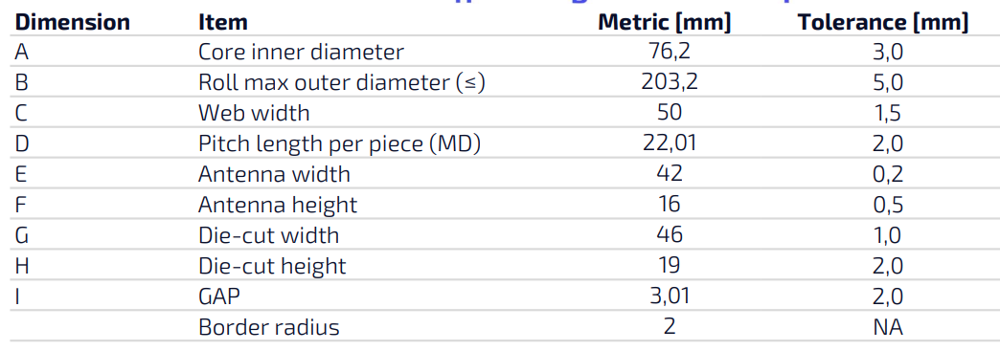 Dimension Item Metric [mm] Tolerance [mm]
A Core inner diameter 76,2 3,0
B Roll max outer diameter (≤) 203,2 5,0
C Web width 50 1,5
D Pitch length per piece (MD) 22,01 2,0
E Antenna width 42 0,2
F Antenna height 16 0,5
G Die-cut width 46 1,0
H Die-cut height 19 2,0
I GAP 3,01 2,0
Border radius 2 NA